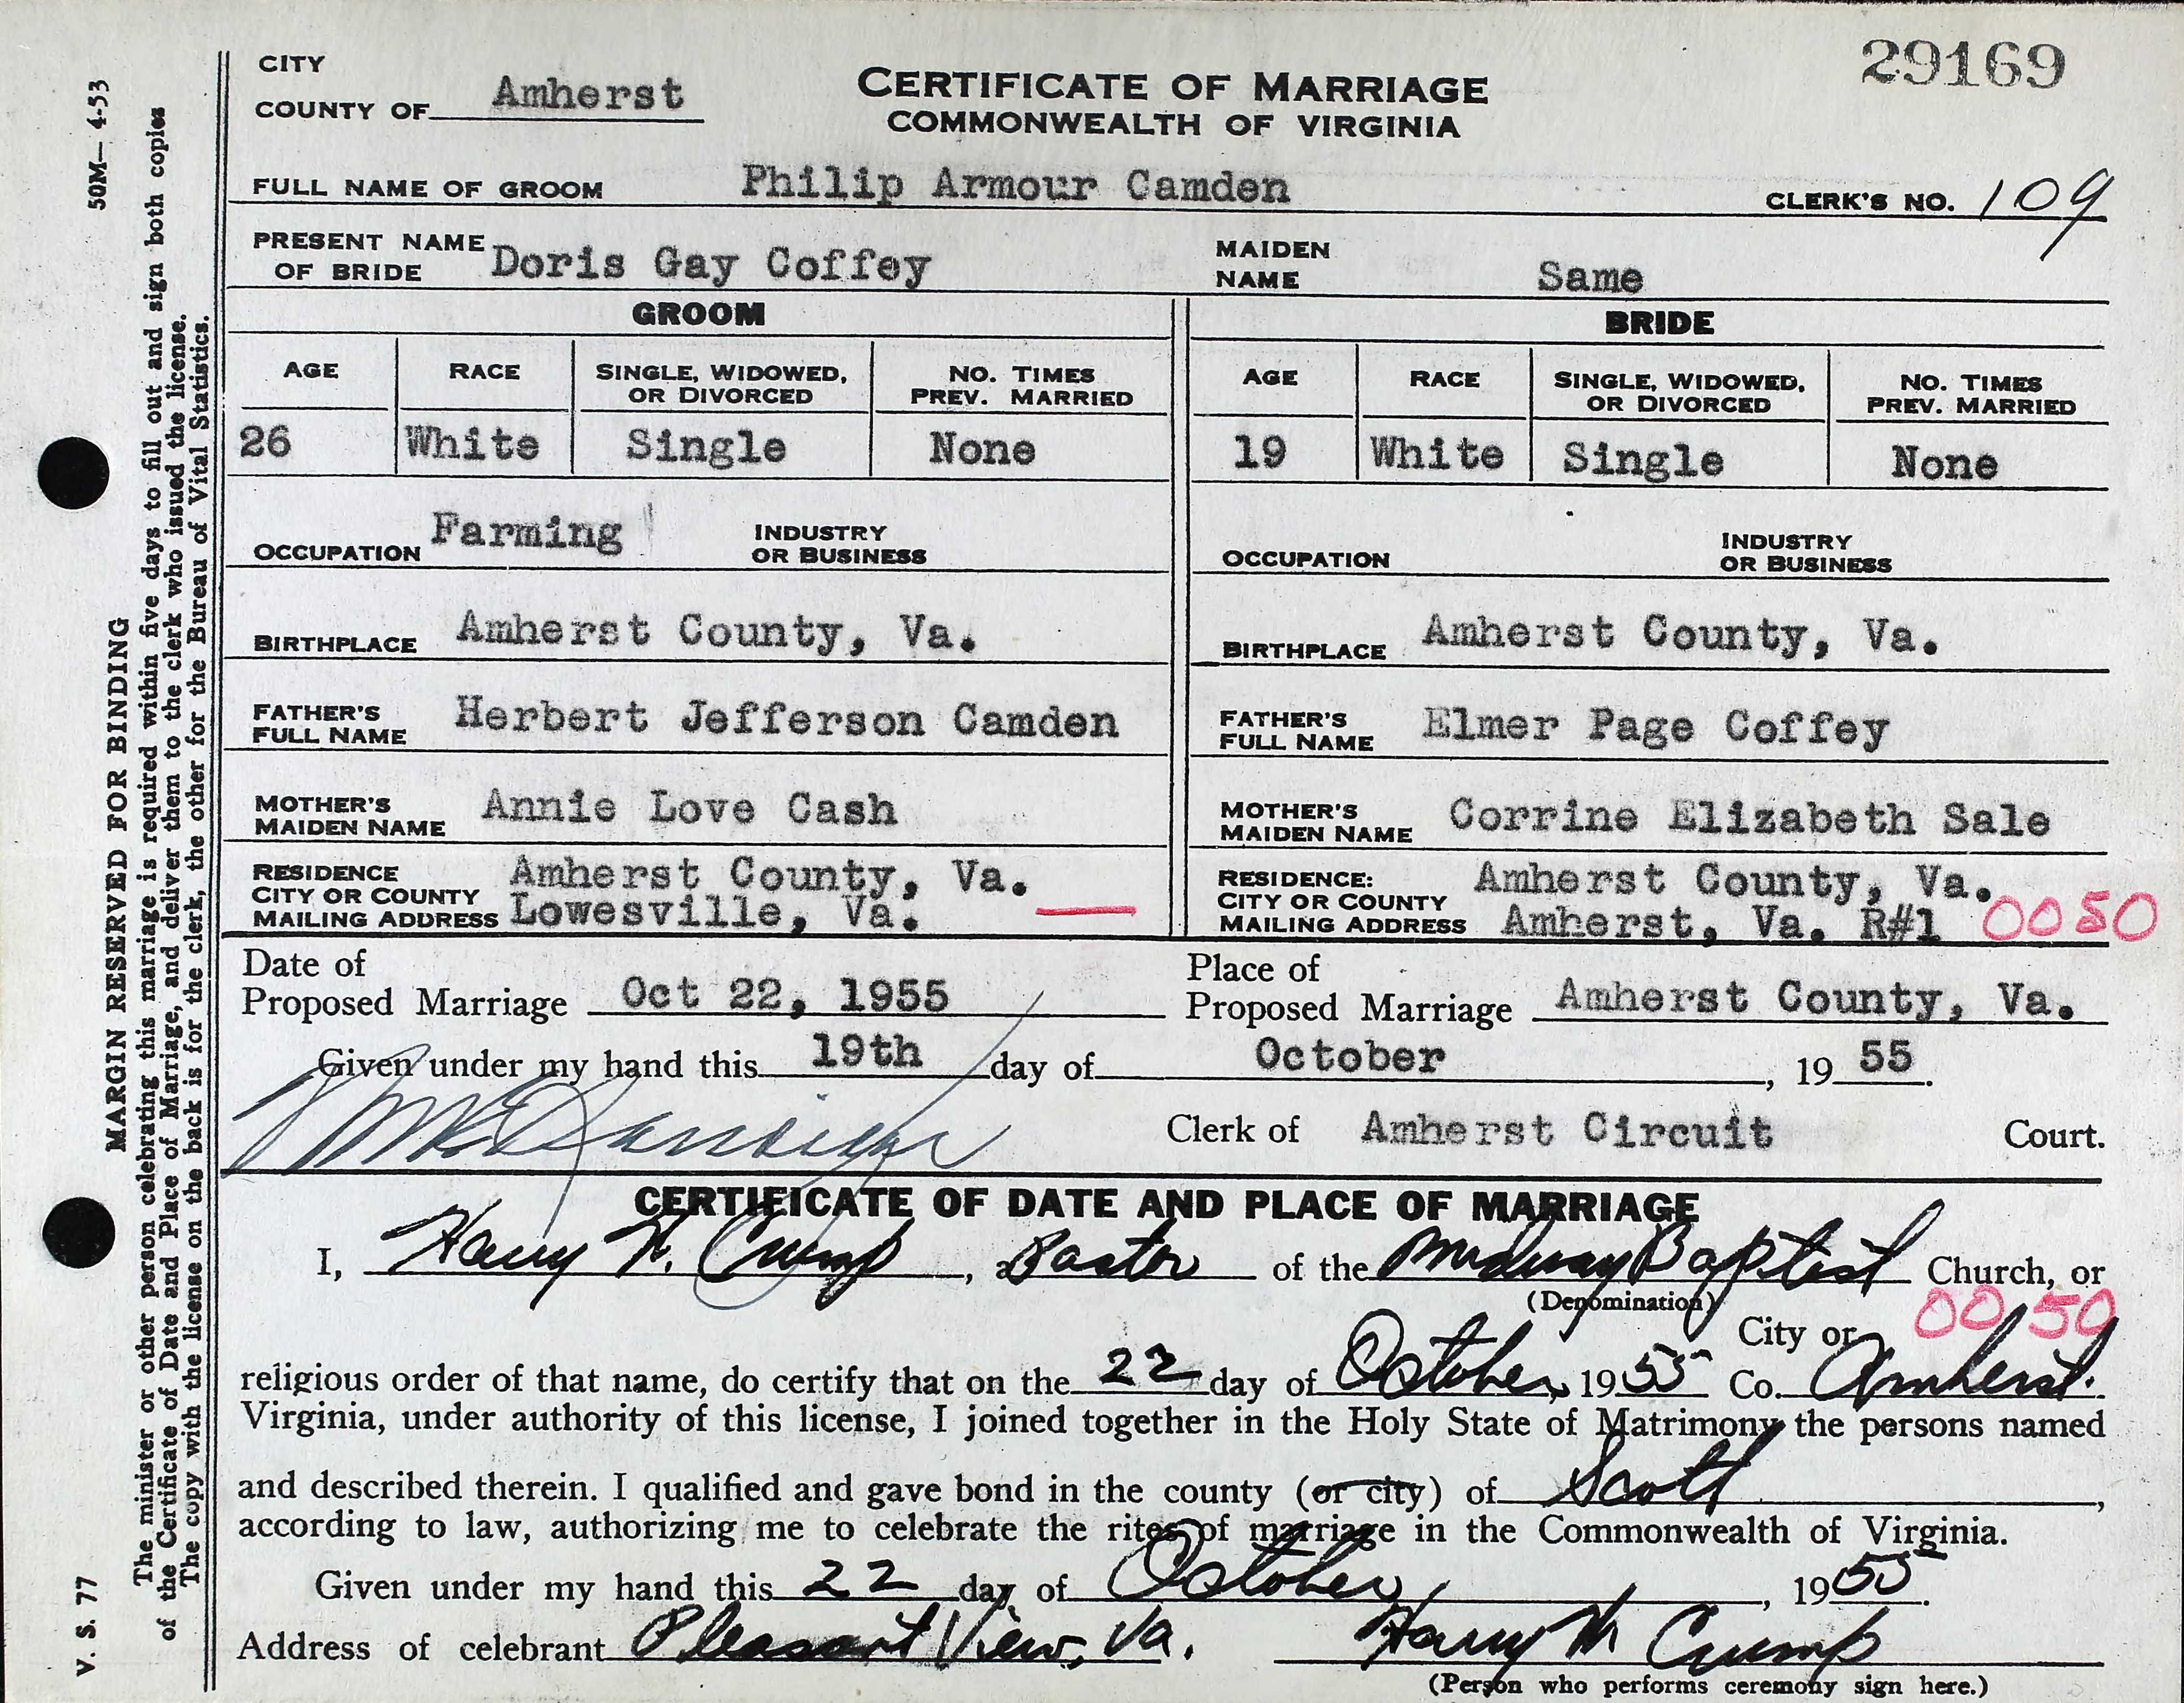 29169
CITY
COUNTY OF Amherst
CERTIFICATE OF MARRIAGE
COMMONWEALTH OF VIRGINIA
FULL NAME OF GROOM Philip Armour Camden CLERK'S NO. 109
PRESENT NAME OF BRIDE Doris Gay Coffey MAIDEN NAME Same
GROOM
AGE RACE SINGLE, WIDOWED, OR DIVORCED NO. TIMES PREV. MARRIED
26 White Single None
OCCUPATION Farming INDUSTRY OR BUSINESS
BIRTHPLACE Amherst County, Va.
FATHER'S FULL NAME Herbert Jefferson Camden
MOTHER'S MAIDEN NAME Annie Love Cash
RESIDENCE Amherst County, Va.
CITY OR COUNTY
MAILING ADDRESS Lowesville, Va.
BRIDE
AGE RACE SINGLE, WIDOWED, OR DIVORCED NO. TIMES PREV. MARRIED
19 White Single None
OCCUPATION INDUSTRY OR BUSINESS
BIRTHPLACE Amherst County, Va.
FATHER'S FULL NAME Elmer Page Coffey
MOTHER'S MAIDEN NAME Corrine Elizabeth Sale
RESIDENCE: Amherst County, Va.
CITY OR COUNTY
MAILING ADDRESS Amherst, Va. R#1 0050
Date of Proposed Marriage Oct 22, 1955 Place of Proposed Marriage Amherst County, Va.
Given under my hand this 19th day of October, 1955.
Clerk of Amherst Circuit Court.
CERTIFICATE OF DATE AND PLACE OF MARRIAGE
I, Harry N. Crump, a Pastor of the Midway Baptist Church, or
(Denomination)
00 50
City or
religious order of that name, do certify that on the 22 day of October, 1955 Co. Amherst.
Virginia, under authority of this license, I joined together in the Holy State of Matrimony the persons named
and described therein. I qualified and gave bond in the county (or city) of Scott,
according to law, authorizing me to celebrate the rites of marriage in the Commonwealth of Virginia.
Given under my hand this 22 day of October, 1955.
Address of celebrant Pleasant View, Va. Harry N Crump
(Person who performs ceremony sign here.)
V. S. 77 MARGIN RESERVED FOR BINDING 50M—4-53
The minister or other person celebrating this marriage is required within five days to fill out and sign both copies
of the Certificate of Date and Place of Marriage, and deliver them to the clerk who issued the license.
The copy with the license on the back is for the clerk, the other for the Bureau of Vital Statistics.